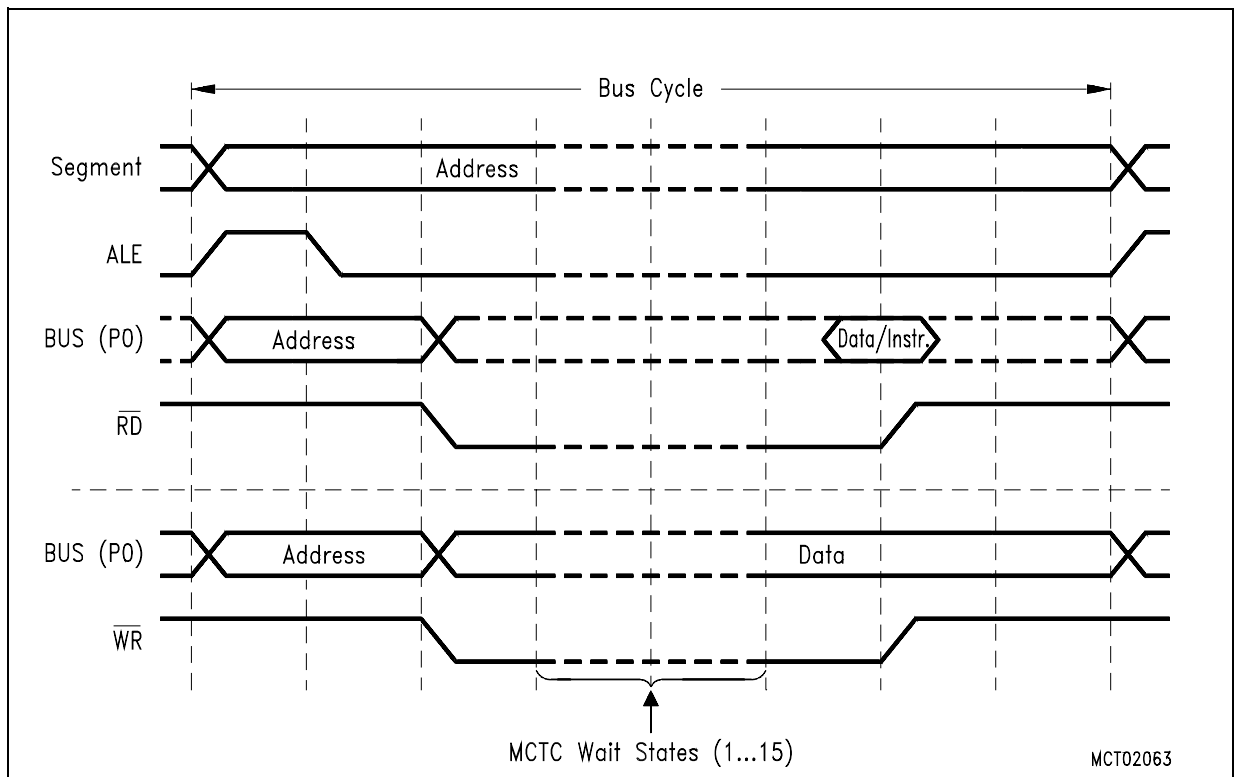 Bus Cycle
Segment
Address
ALE
BUS (P0)
Address
Data/Instr.
RD
BUS (P0)
Address
Data
WR
MCTC Wait States (1...15)
MCT02063